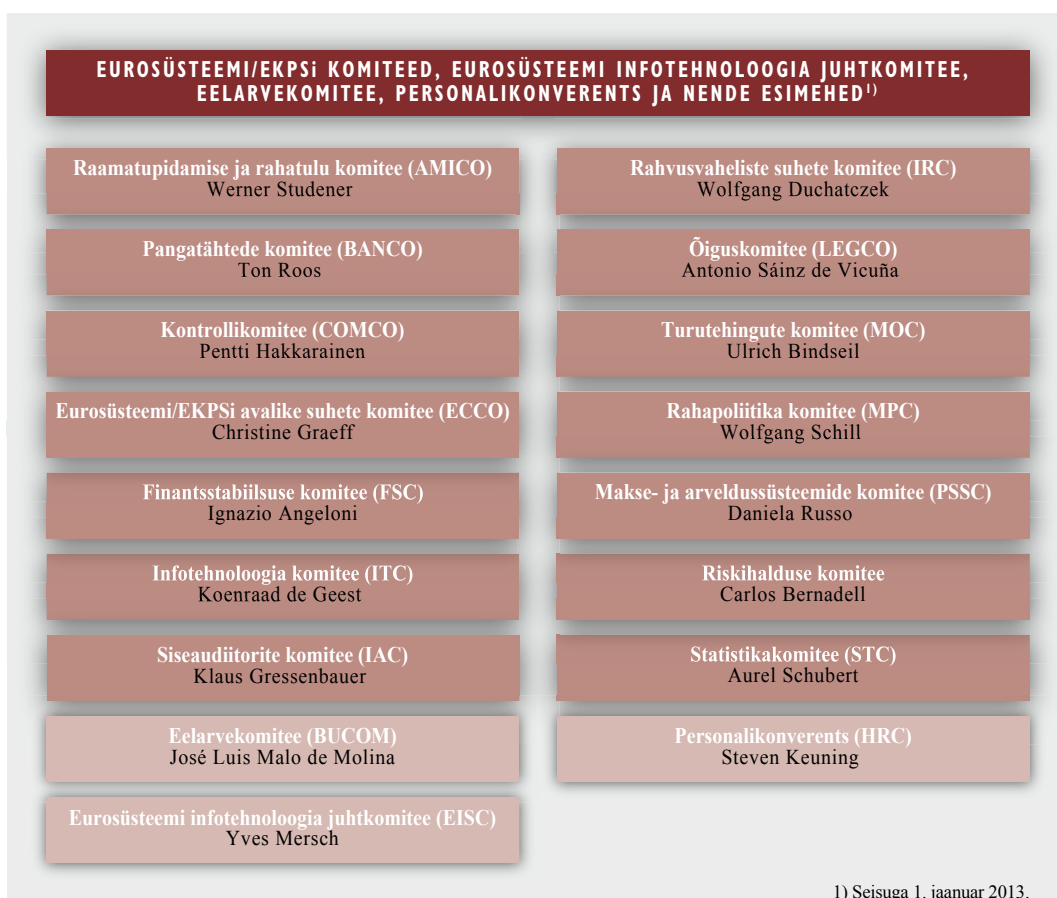 EUROSÜSTEEMI/EKPSi KOMITEED, EUROSÜSTEEMI INFOTEHNOLOOGIA JUHTKOMITEE,
EELARVEKOMITEE, PERSONALIKONVERENTS JA NENDE ESIMEHED¹⁾
Raamatupidamise ja rahatulu komitee (AMICO)
Werner Studener
Pangatähtede komitee (BANCO)
Ton Roos
Kontrollikomitee (COMCO)
Pentti Hakkarainen
Eurosüsteemi/EKPSi avalike suhete komitee (ECCO)
Christine Graeff
Finantsstabiilsuse komitee (FSC)
Ignazio Angeloni
Infotehnoloogia komitee (ITC)
Koenraad de Geest
Siseaudiitorite komitee (IAC)
Klaus Gressenbauer
Eelarvekomitee (BUCOM)
José Luis Malo de Molina
Eurosüsteemi infotehnoloogia juhtkomitee (EISC)
Yves Mersch
Rahvusvaheliste suhete komitee (IRC)
Wolfgang Duchatczek
Õiguskomitee (LEGCO)
Antonio Sáinz de Vicuña
Turutehingute komitee (MOC)
Ulrich Bindseil
Rahapoliitika komitee (MPC)
Wolfgang Schill
Makse- ja arveldussüsteemide komitee (PSSC)
Daniela Russo
Riskihalduse komitee
Carlos Bernadell
Statistikakomitee (STC)
Aurel Schubert
Personalikonverents (HRC)
Steven Keuning
1) Seisuga 1. jaanuar 2013.